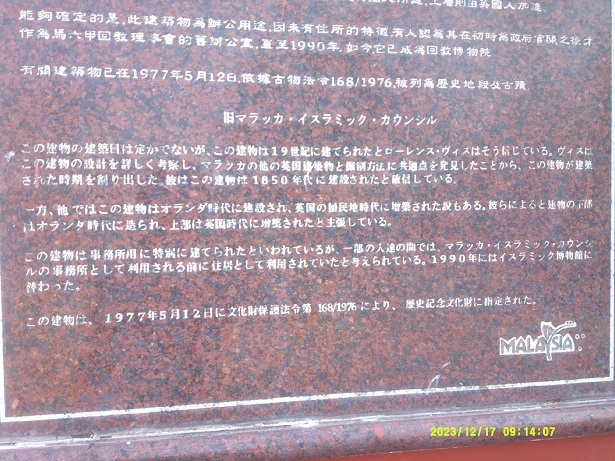 上層則由英國人加造
能夠確定的是,此建築物為辦公用途,因未有住所的特徵,有人認為其在初時為政府官邸之後才
作為馬六甲回教理事會的舊辦公室,直至1990年,如今它已成為回教博物院
有關建築物已在1977年5月12日,依據古物法令168/1976,被列為歷史地段及古蹟
旧マラッカ・イスラミック・カウンシル
この建物の建築日は定かでないが、この建物は19世紀に建てられたとローレンス・ヴィスはそう信じている。ヴィスは
この建物の設計を詳しく考察し、マラッカの他の英国建築物と掘削方法に共通点を発見したことから、この建物が建築
された時期を割り出した。彼はこの建物は1850年代に建設されたと確信している。
一方、他ではこの建物はオランダ時代に建設され、英国の植民地時代に増築された説もある。彼らによると建物の下部
はオランダ時代に造られ、上部は英国時代に増築されたと主張している。
この建物は事務所用に特別に建てられたといわれているが、一部の人達の間では、マラッカ・イスラミック・カウンシ
ルの事務所として利用される前に住居として利用されていたと考えられている。1990年にはイスラミック博物館に
替わった。
この建物は、1977年5月12日に文化財保護法令第168/1976により、歴史記念文化財に指定された。
MALAYSIA
2023/12/17 09:14:07